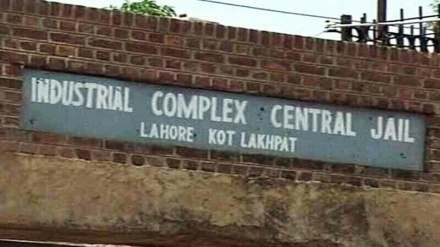 INDUSTRIAL COMPLEX CENTRAL JAIL
LAHORE KOT LAKHPAT